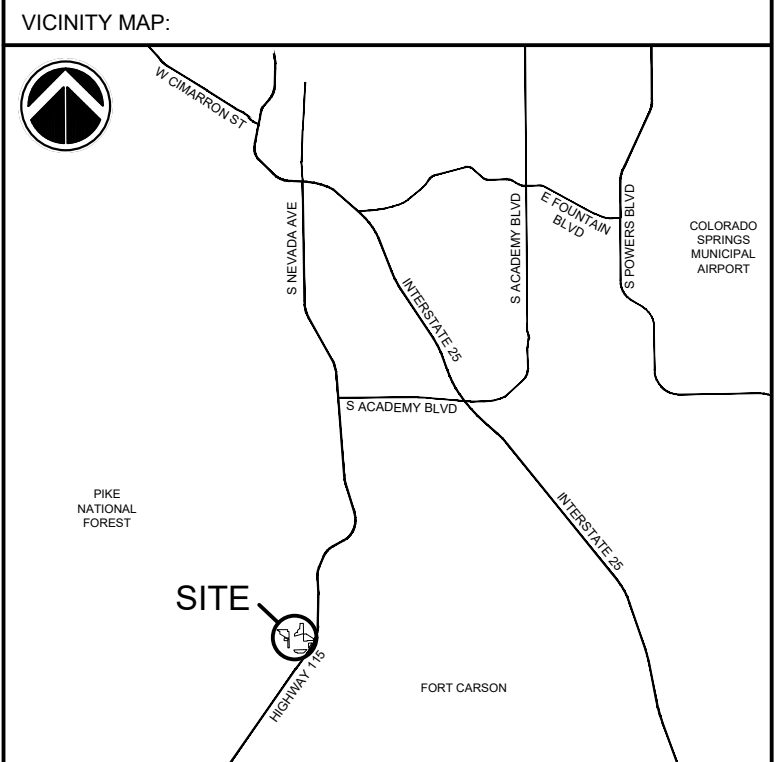 VICINITY MAP:
W CIMARRON ST
S NEVADA AVE
INTERSTATE 25
S ACADEMY BLVD
E FOUNTAIN
BLVD
S POWERS BLVD
COLORADO
SPRINGS
MUNICIPAL
AIRPORT
S ACADEMY BLVD
PIKE
NATIONAL
FOREST
INTERSTATE 25
SITE
HIGHWAY 115
FORT CARSON